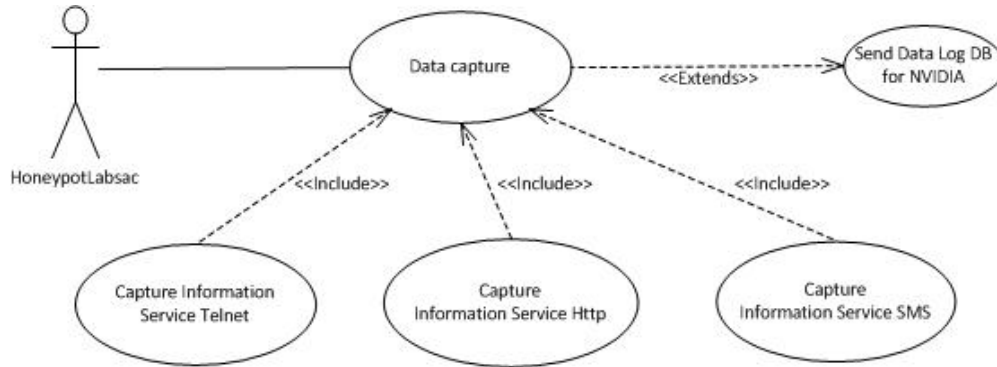 Data capture
Send Data Log DB
for NVIDIA
<<Extends>>
HoneypotLabsac
<<Include>>
<<Include>>
<<Include>>
Capture Information
Service Telnet
Capture
Information Service Http
Capture
Information Service SMS